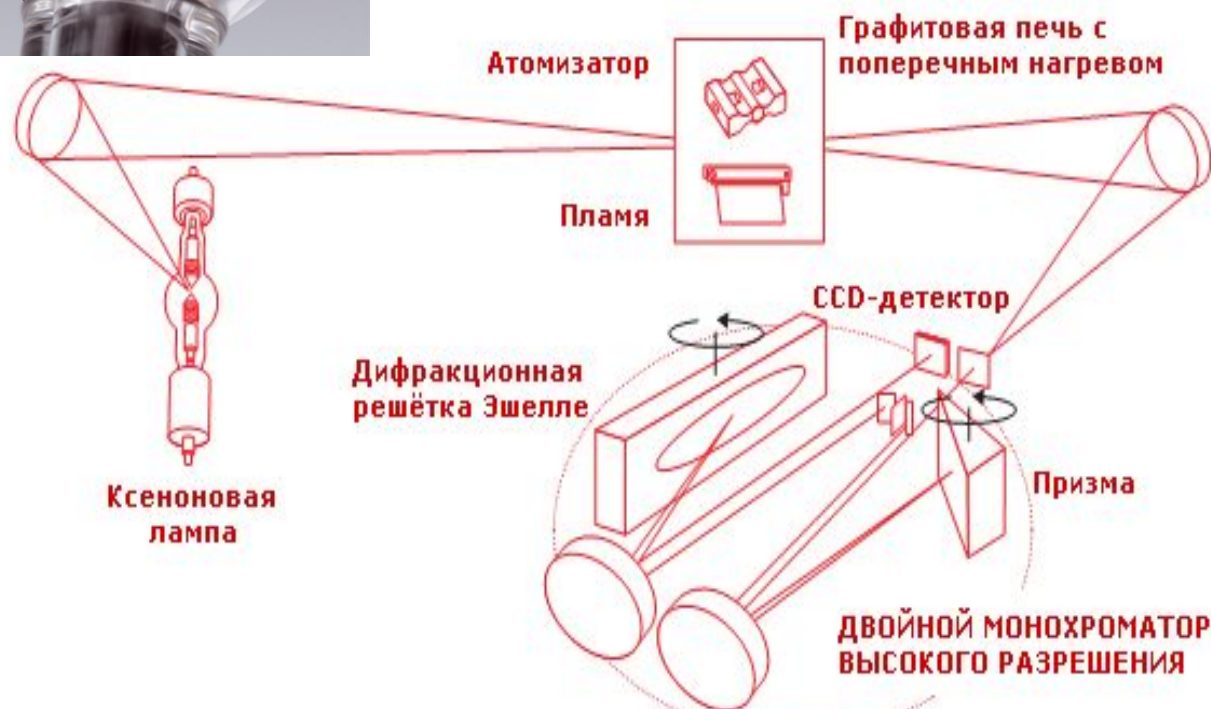 Атомизатор
Графитовая печь с
поперечным нагревом
Пламя
CCD-детектор
Дифракционная
решётка Эшелле
Ксеноновая
лампа
Призма
ДВОЙНОЙ МОНОХРОМАТОР
ВЫСОКОГО РАЗРЕШЕНИЯ